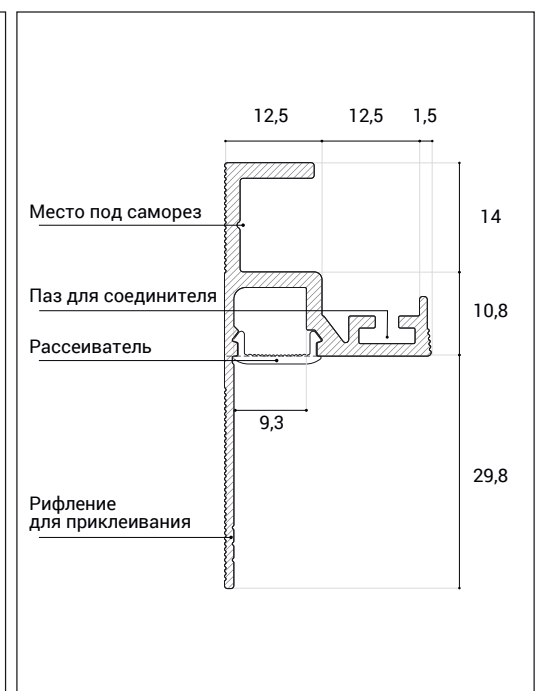 12,5 12,5 1,5
Место под саморез
14
Паз для соединителя
10,8
Рассеиватель
9,3
29,8
Рифление
для приклеивания